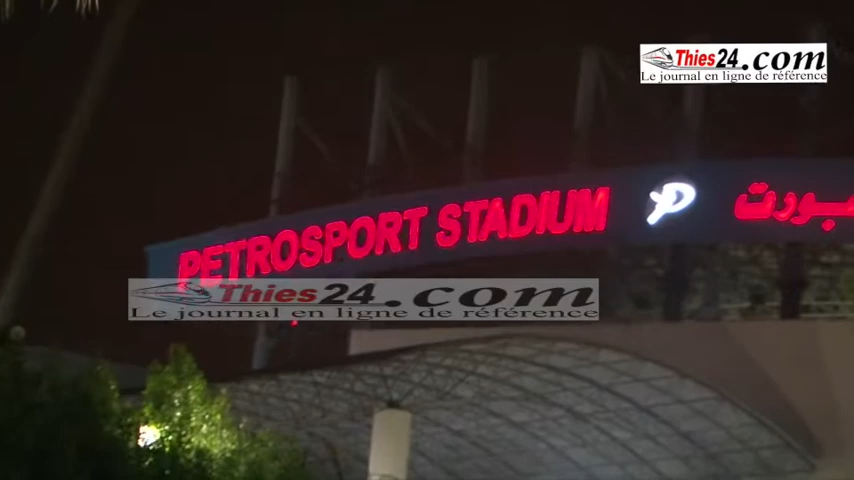 Thies24.com
Le journal en ligne de référence
PETROSPORT STADIUM
Thies24.com
Le journal en ligne de référence